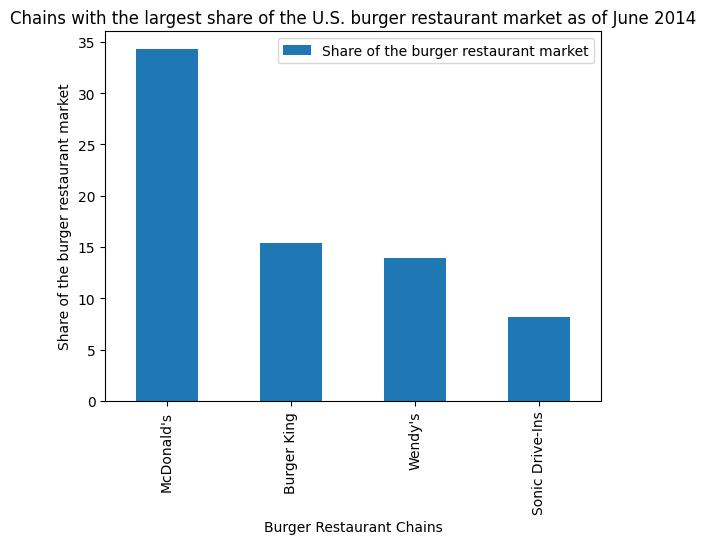 Chains with the largest share of the U.S. burger restaurant market as of June 2014
Share of the burger restaurant market
Share of the burger restaurant market
35
30
25
20
15
10
5
0
McDonald's
Burger King
Wendy's
Sonic Drive-Ins
Burger Restaurant Chains